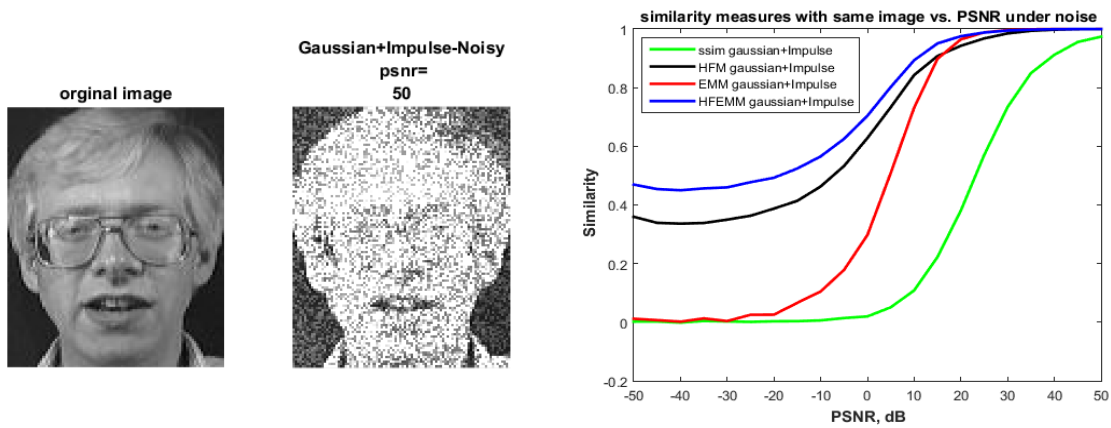 orginal image
Gaussian+Impulse-Noisy
psnr=
50
similarity measures with same image vs. PSNR under noise
ssim gaussian+Impulse
HFM gaussian+Impulse
EMM gaussian+Impulse
HFEMM gaussian+Impulse
1
0.8
0.6
0.4
0.2
0
-0.2
Similarity
-50 -40 -30 -20 -10 0 10 20 30 40 50
PSNR, dB